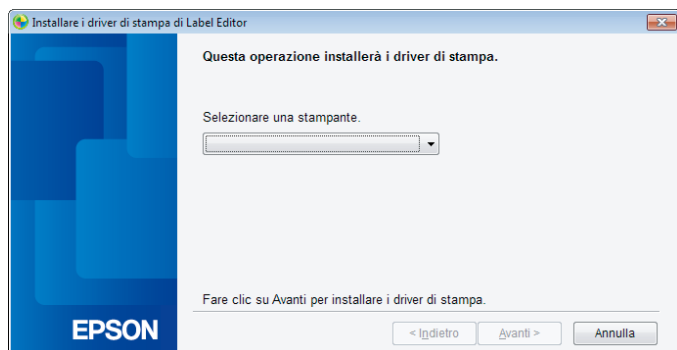 Installare i driver di stampa di Label Editor
Questa operazione installerà i driver di stampa.
Selezionare una stampante.
Fare clic su Avanti per installare i driver di stampa.
EPSON
< Indietro
Avanti >
Annulla